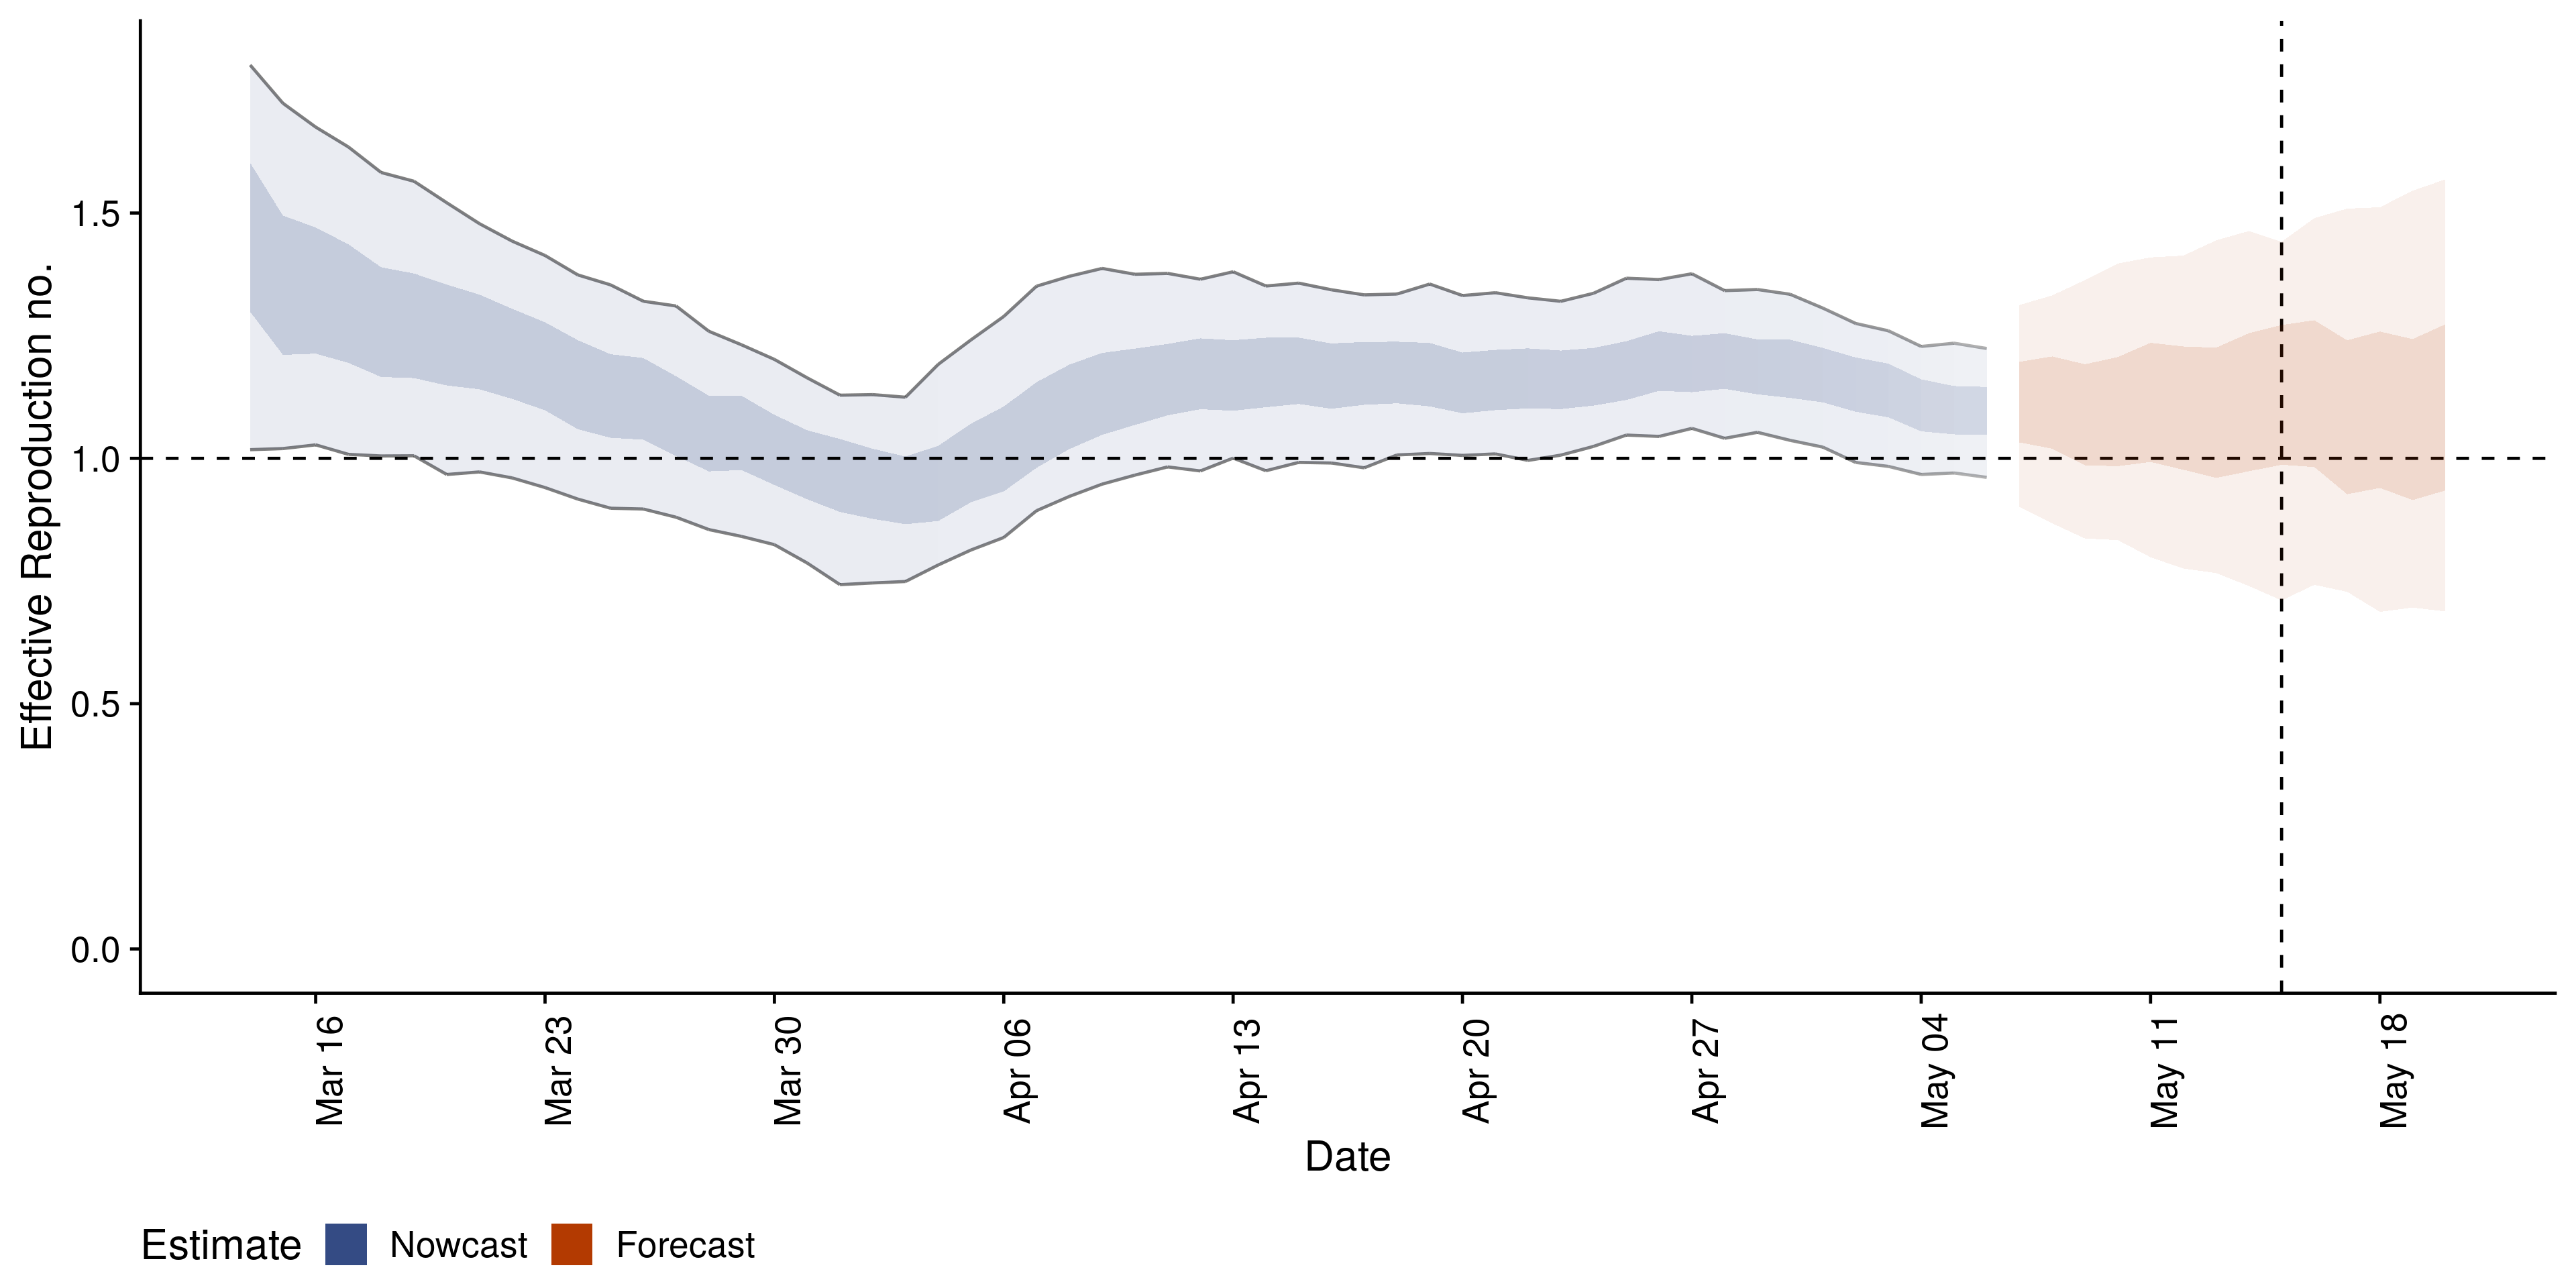 Effective Reproduction no.
1.5
1.0
0.5
0.0
Mar 16
Mar 23
Mar 30
Apr 06
Apr 13
Apr 20
Apr 27
May 04
May 11
May 18
Date
Estimate Nowcast Forecast